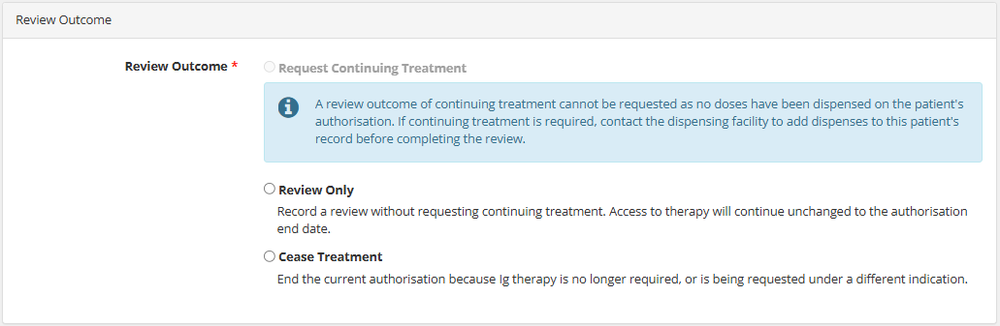 Review Outcome
Review Outcome *
Request Continuing Treatment
A review outcome of continuing treatment cannot be requested as no doses have been dispensed on the patient's
authorisation. If continuing treatment is required, contact the dispensing facility to add dispenses to this patient's
record before completing the review.
Review Only
Record a review without requesting continuing treatment. Access to therapy will continue unchanged to the authorisation
end date.
Cease Treatment
End the current authorisation because Ig therapy is no longer required, or is being requested under a different indication.